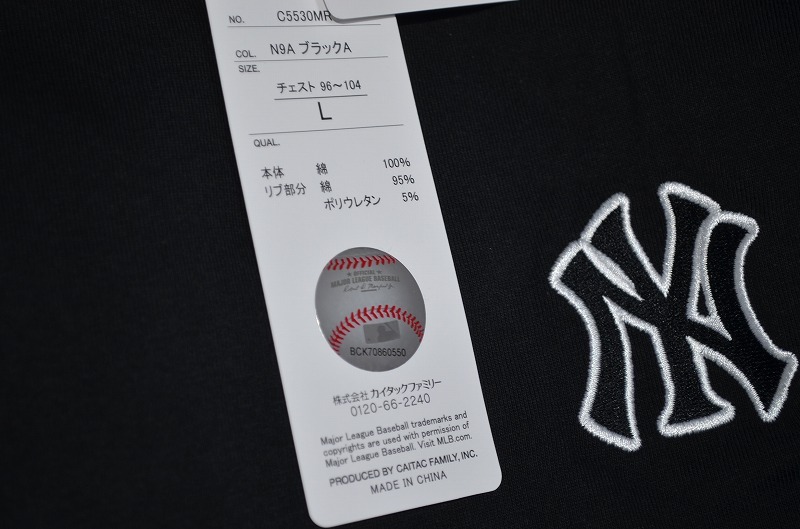 NO. C5530MR
COL. N9A ブラックA
SIZE.
チェスト 96～104
L
QUAL.
本体 綿 100%
リブ部分 綿 95%
ポリウレタン 5%
OFFICIAL
MAJOR LEAGUE BASEBALL
BCK70860550
株式会社 カイタックファミリー
0120-66-2240
Major League Baseball trademarks and
copyrights are used with permission of
Major League Baseball. Visit MLB.com.
PRODUCED BY CAITAC FAMILY, INC.
MADE IN CHINA
NY